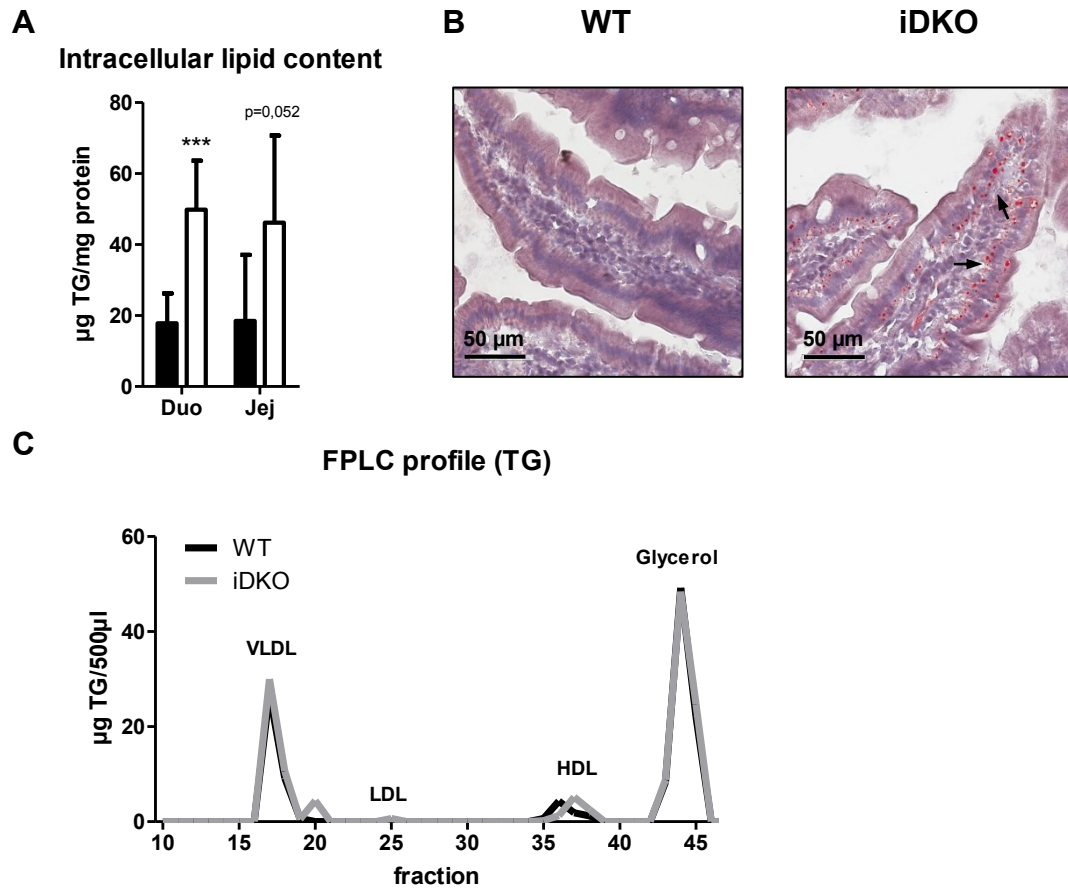 A
Intracellular lipid content
µg TG/mg protein
80
60
40
20
0
***
p=0,052
Duo Jej
B
WT iDKO
50 µm 50 µm
C
FPLC profile (TG)
µg TG/500µl
60
40
20
0
WT
iDKO
VLDL
LDL
HDL
Glycerol
10 15 20 25 30 35 40 45
fraction